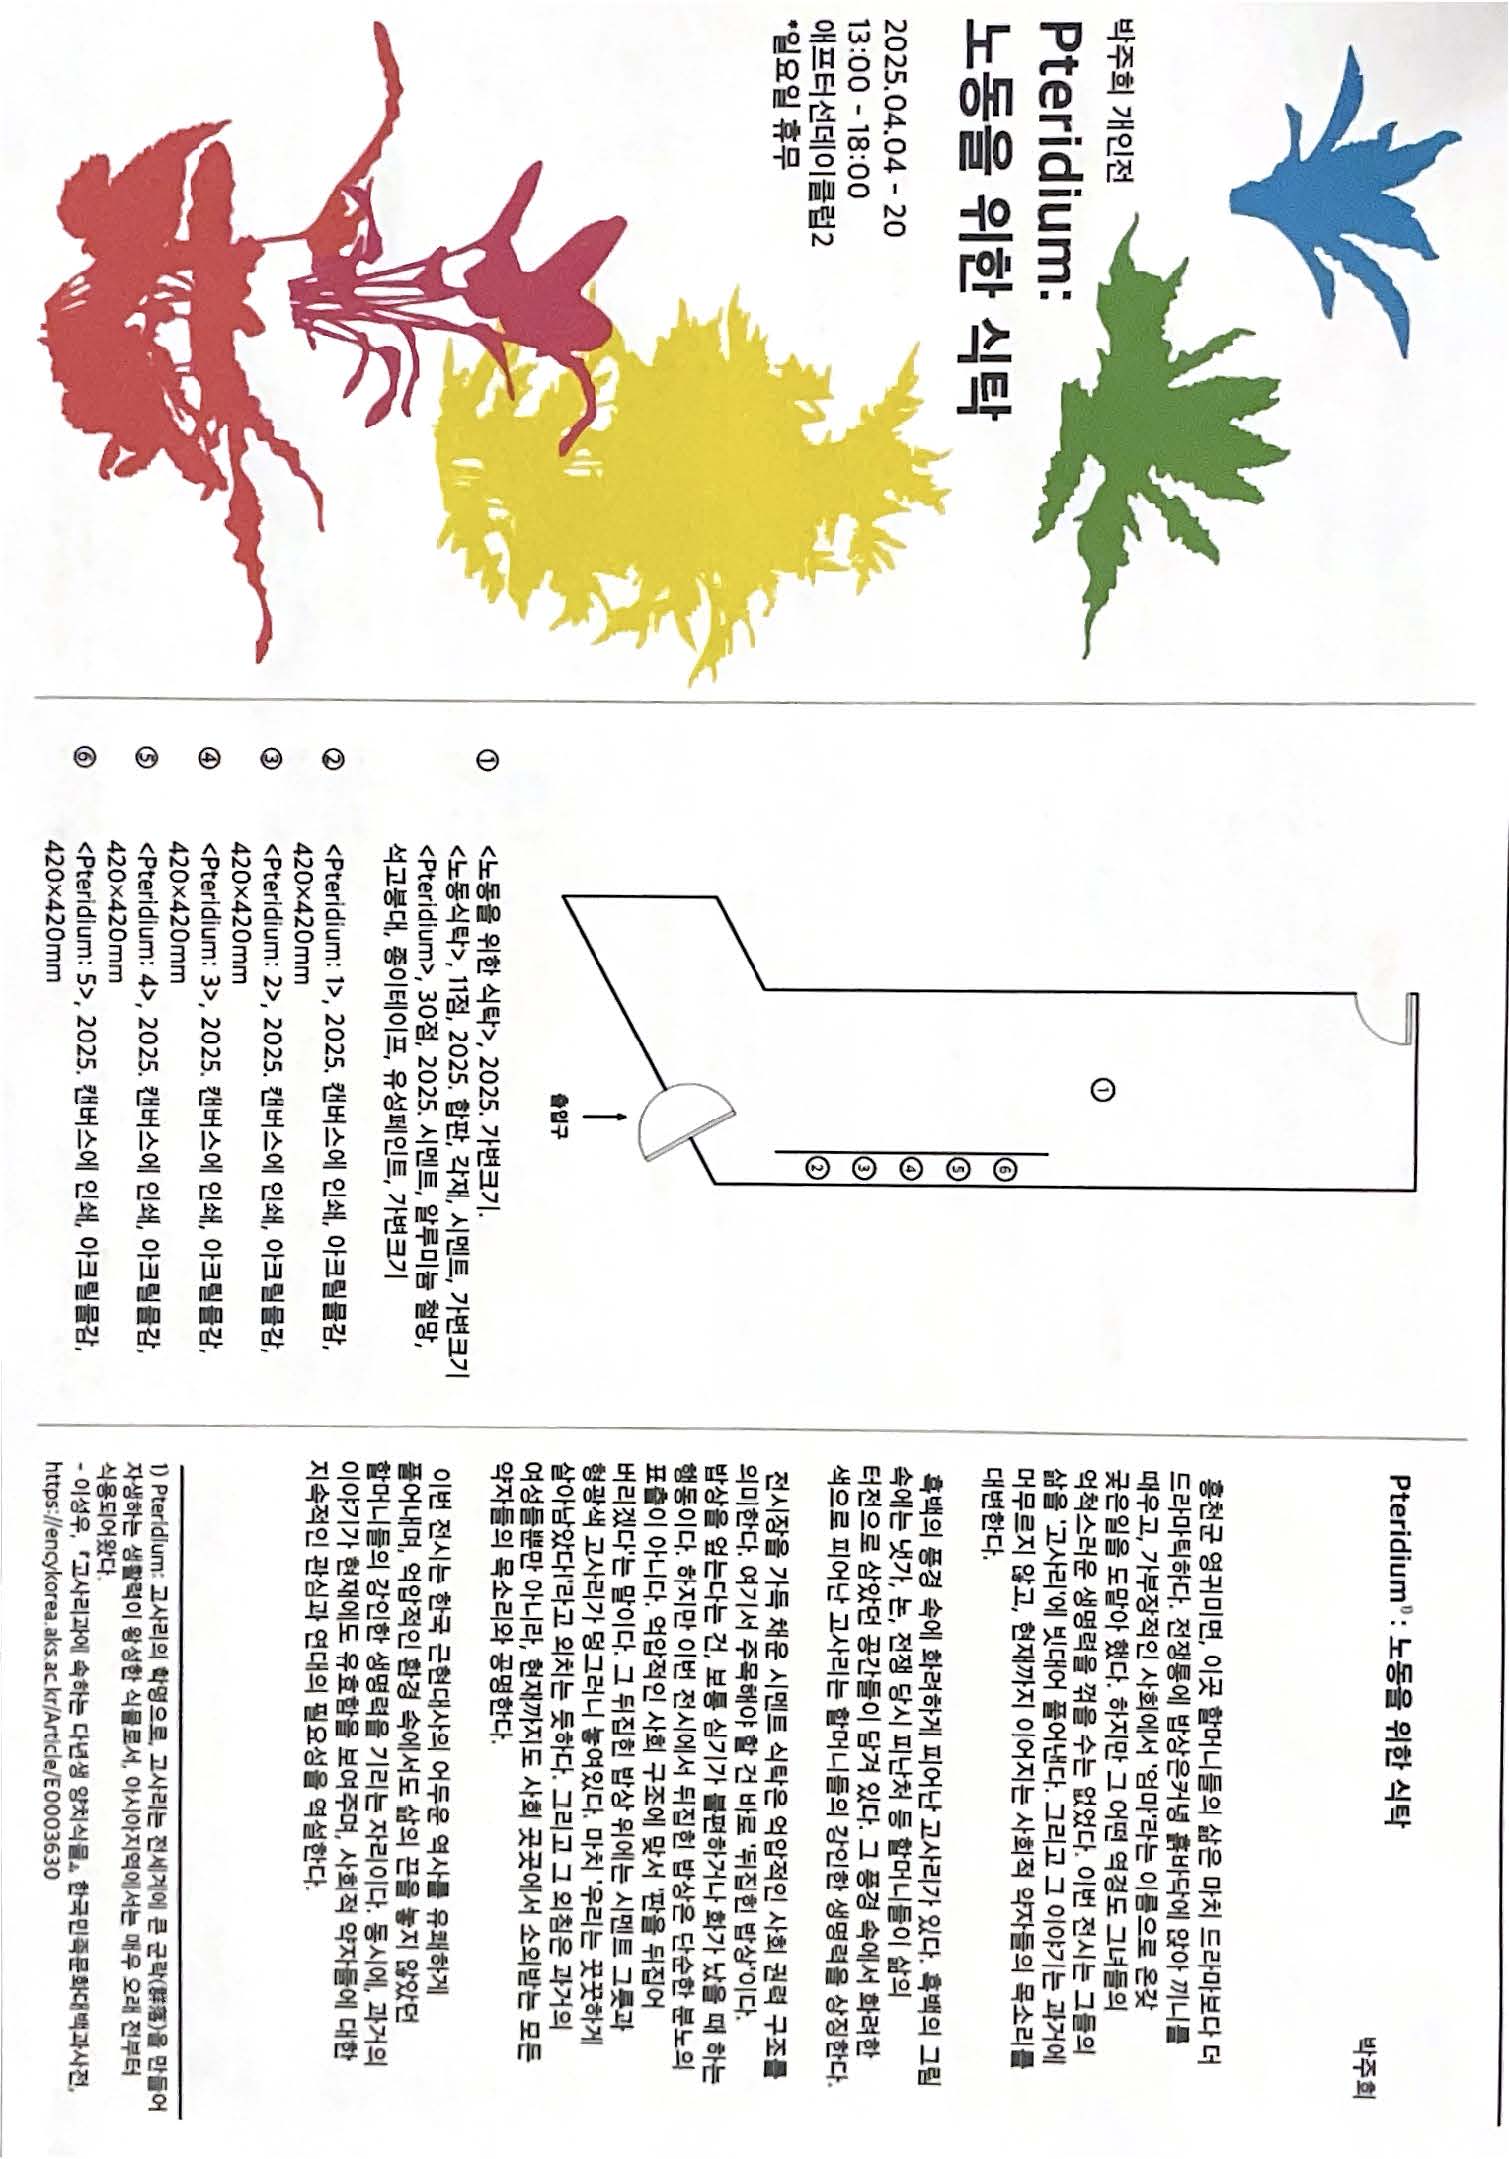 박주희 개인전
Pteridium:
노동을 위한 식탁
2025.04.04 - 20
13:00 - 18:00
애프터선데이클럽2
*일요일 휴무
①
⑥
⑤
④
③
②
출입구
① <노동을 위한 식탁>, 2025. 가변크기.
<노동식탁>, 11점, 2025. 합판, 각재, 시멘트, 가변크기
<Pteridium>, 30점, 2025. 시멘트, 알루미늄 철망,
석고붕대, 종이테이프, 유성페인트, 가변크기
② <Pteridium: 1>, 2025. 캔버스에 인쇄, 아크릴물감,
420×420mm
③ <Pteridium: 2>, 2025. 캔버스에 인쇄, 아크릴물감,
420×420mm
④ <Pteridium: 3>, 2025. 캔버스에 인쇄, 아크릴물감,
420×420mm
⑤ <Pteridium: 4>, 2025. 캔버스에 인쇄, 아크릴물감,
420×420mm
⑥ <Pteridium: 5>, 2025. 캔버스에 인쇄, 아크릴물감,
420×420mm
Pteridium¹⁾ : 노동을 위한 식탁
박주희
홍천군 영귀미면, 이곳 할머니들의 삶은 마치 드라마보다 더
드라마틱하다. 전쟁통에 밥상은커녕 흙바닥에 앉아 끼니를
때우고, 가부장적인 사회에서 '엄마'라는 이름으로 온갖
궂은일을 도맡아 했다. 하지만 그 어떤 역경도 그녀들의
억척스러운 생명력을 꺾을 수는 없었다. 이번 전시는 그들의
삶을 '고사리'에 빗대어 풀어낸다. 그리고 그 이야기는 과거에
머무르지 않고, 현재까지 이어지는 사회적 약자들의 목소리를
대변한다.
흑백의 풍경 속에 화려하게 피어난 고사리가 있다. 흑백의 그림
속에는 냇가, 논, 전쟁 당시 피난처 등 할머니들이 삶의
터전으로 삼았던 공간들이 담겨 있다. 그 풍경 속에서 화려한
색으로 피어난 고사리는 할머니들의 강인한 생명력을 상징한다.
전시장을 가득 채운 시멘트 식탁은 억압적인 사회 권력 구조를
의미한다. 여기서 주목해야 할 건 바로 '뒤집힌 밥상'이다.
밥상을 엎는다는 건, 보통 심기가 불편하거나 화가 났을 때 하는
행동이다. 하지만 이번 전시에서 뒤집힌 밥상은 단순한 분노의
표출이 아니다. 억압적인 사회 구조에 맞서 '판을 뒤집어
버리겠다'는 말이다. 그 뒤집힌 밥상 위에는 시멘트 그릇과
형광색 고사리가 덩그러니 놓여있다. 마치 '우리는 꿋꿋하게
살아남았다!'라고 외치는 듯하다. 그리고 그 외침은 과거의
여성들뿐만 아니라, 현재까지도 사회 곳곳에서 소외받는 모든
약자들의 목소리와 공명한다.
이번 전시는 한국 근현대사의 어두운 역사를 유쾌하게
풀어내며, 억압적인 환경 속에서도 삶의 끈을 놓지 않았던
할머니들의 강인한 생명력을 기리는 자리이다. 동시에, 과거의
이야기가 현재에도 유효함을 보여주며, 사회적 약자들에 대한
지속적인 관심과 연대의 필요성을 역설한다.
1) Pteridium: 고사리의 학명으로, 고사리는 전세계에 큰 군락(群落)을 만들어
자생하는 생활력이 왕성한 식물로서, 아시아지역에서는 매우 오래 전부터
식용되어왔다.
- 이성우, 『고사리과에 속하는 다년생 양치식물』, 한국민족문화대백과사전,
https://encykorea.aks.ac.kr/Article/E0003630